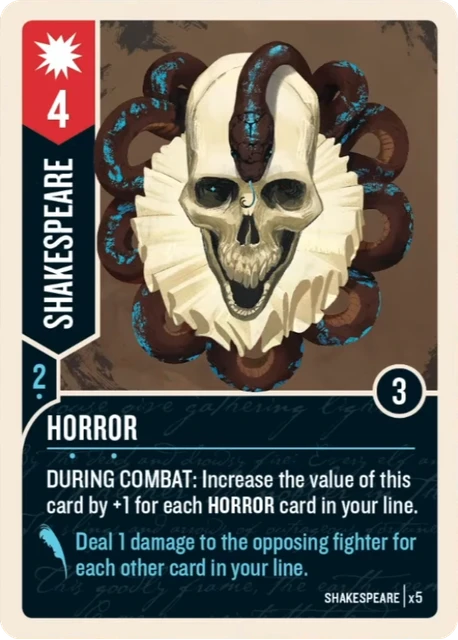 4
SHAKESPEARE
2
3
HORROR
DURING COMBAT: Increase the value of this
card by +1 for each HORROR card in your line.
Deal 1 damage to the opposing fighter for
each other card in your line.
SHAKESPEARE | x5